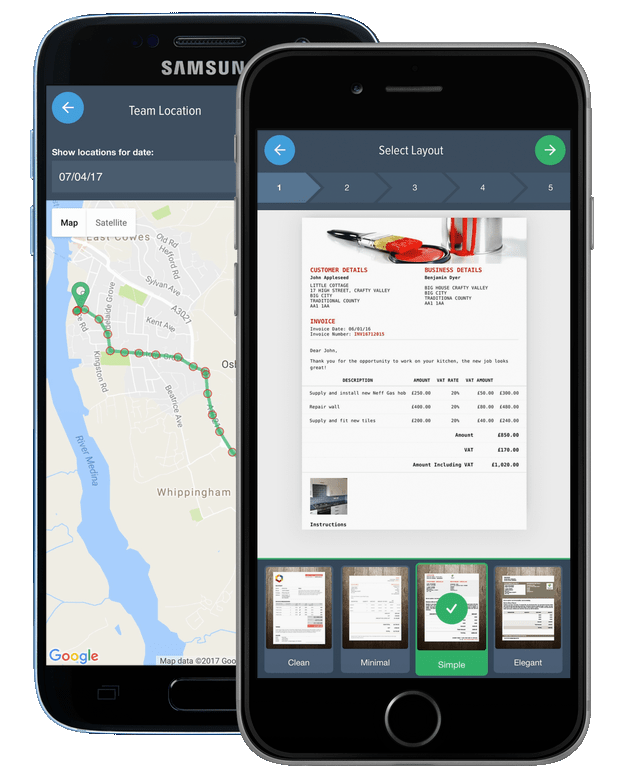 SAMSUN
Team Location
Show locations for date:
07/04/17
Map
Satellite
East Cowes
Old Rd
Hefford Rd
Sylvan Ave
A3021
Adelaide Grove
Kent Ave
Kingston Rd
Beatrice Ave
Osb
River Medina
Whippingham
Google
Map data ©2017 Goo
Select Layout
1
2
3
4
5
CUSTOMER DETAILS
John Appleseed
LITTLE COTTAGE
17 HIGH STREET, CRAFTY VALLEY
BIG CITY
TRADITIONAL COUNTY
AA1 1AA
BUSINESS DETAILS
Benjamin Dyer
BIG HOUSE CRAFTY VALLEY
BIG CITY
TRADITIONA COUNTY
AA1 1AA
INVOICE
Invoice Date: 06/01/16
Invoice Number: INV16712015
Dear John,
Thank you for the opportunity to work on your kitchen, the new job looks
great!
DESCRIPTION AMOUNT VAT RATE VAT AMOUNT
Supply and install new Neff Gas hob £250.00 20% £50.00 £300.00
Repair wall £400.00 20% £80.00 £480.00
Supply and fit new tiles £200.00 20% £40.00 £240.00
Amount £850.00
VAT £170.00
Amount Including VAT £1,020.00
Instructions
Clean
Minimal
Simple
Elegant